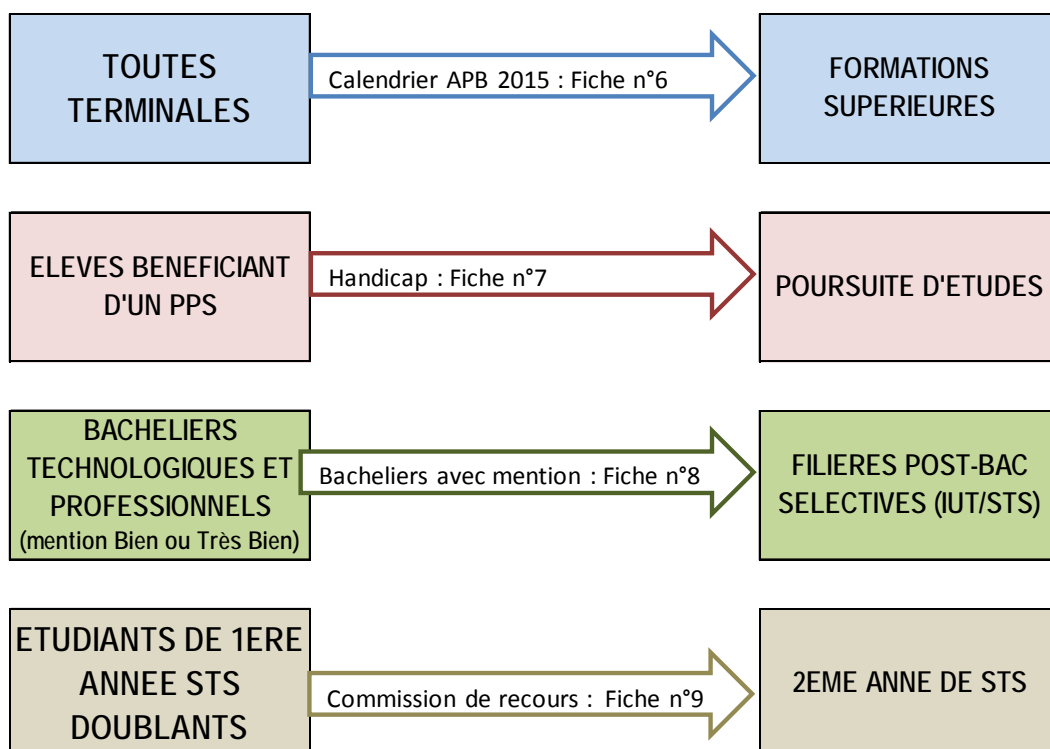 TOUTES
TERMINALES
Calendrier APB 2015 : Fiche n°6
FORMATIONS
SUPERIEURES
ELEVES BENEFICIANT
D'UN PPS
Handicap : Fiche n°7
POURSUITE D'ETUDES
BACHELIERS
TECHNOLOGIQUES ET
PROFESSIONNELS
(mention Bien ou Très Bien)
Bacheliers avec mention : Fiche n°8
FILIERES POST-BAC
SELECTIVES (IUT/STS)
ETUDIANTS DE 1ERE
ANNEE STS
DOUBLANTS
Commission de recours : Fiche n°9
2EME ANNE DE STS